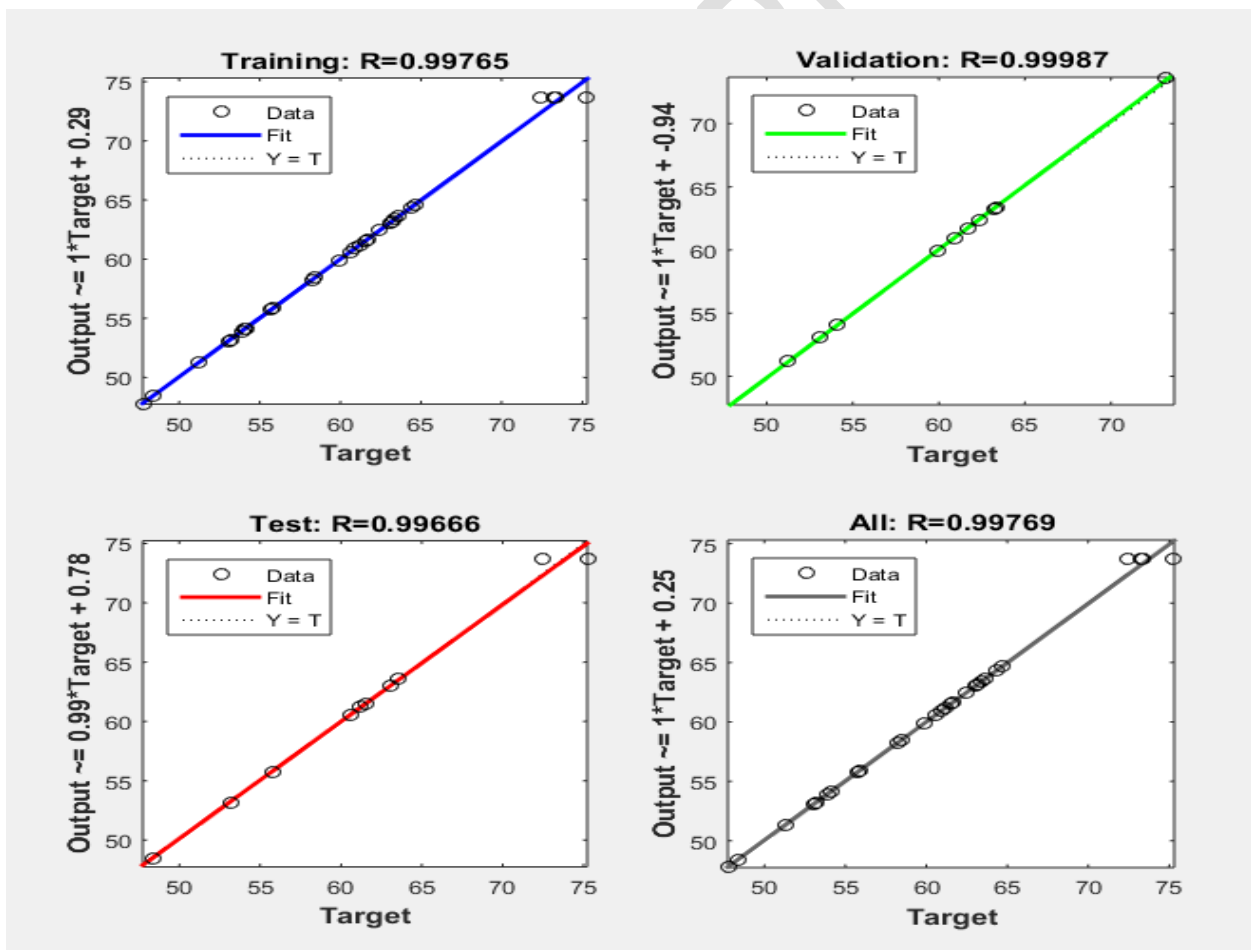 Training: R=0.99765
Output ~= 1*Target + 0.29
75
70
65
60
55
50
Data
Fit
Y = T
50 55 60 65 70 75
Target
Validation: R=0.99987
Output ~= 1*Target + -0.94
70
65
60
55
50
Data
Fit
Y = T
50 55 60 65 70
Target
Test: R=0.99666
Output ~= 0.99*Target + 0.78
75
70
65
60
55
50
Data
Fit
Y = T
50 55 60 65 70 75
Target
All: R=0.99769
Output ~= 1*Target + 0.25
75
70
65
60
55
50
Data
Fit
Y = T
50 55 60 65 70 75
Target